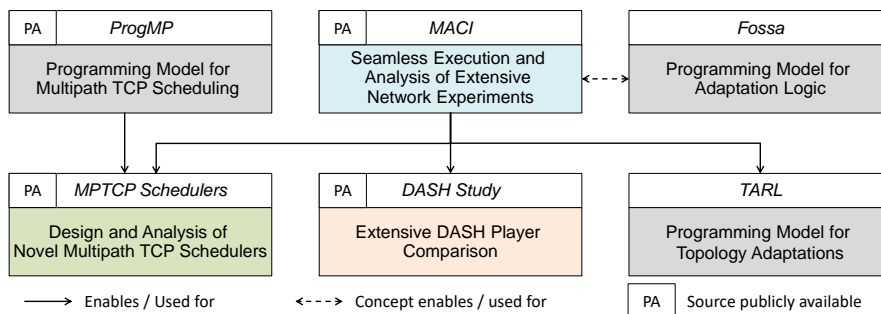 PA ProgMP
Programming Model for
Multipath TCP Scheduling
PA MACI
Seamless Execution and
Analysis of Extensive
Network Experiments
Fossa
Programming Model for
Adaptation Logic
PA MPTCP Schedulers
Design and Analysis of
Novel Multipath TCP Schedulers
PA DASH Study
Extensive DASH Player
Comparison
TARL
Programming Model for
Topology Adaptations
Enables / Used for
Concept enables / used for
PA Source publicly available